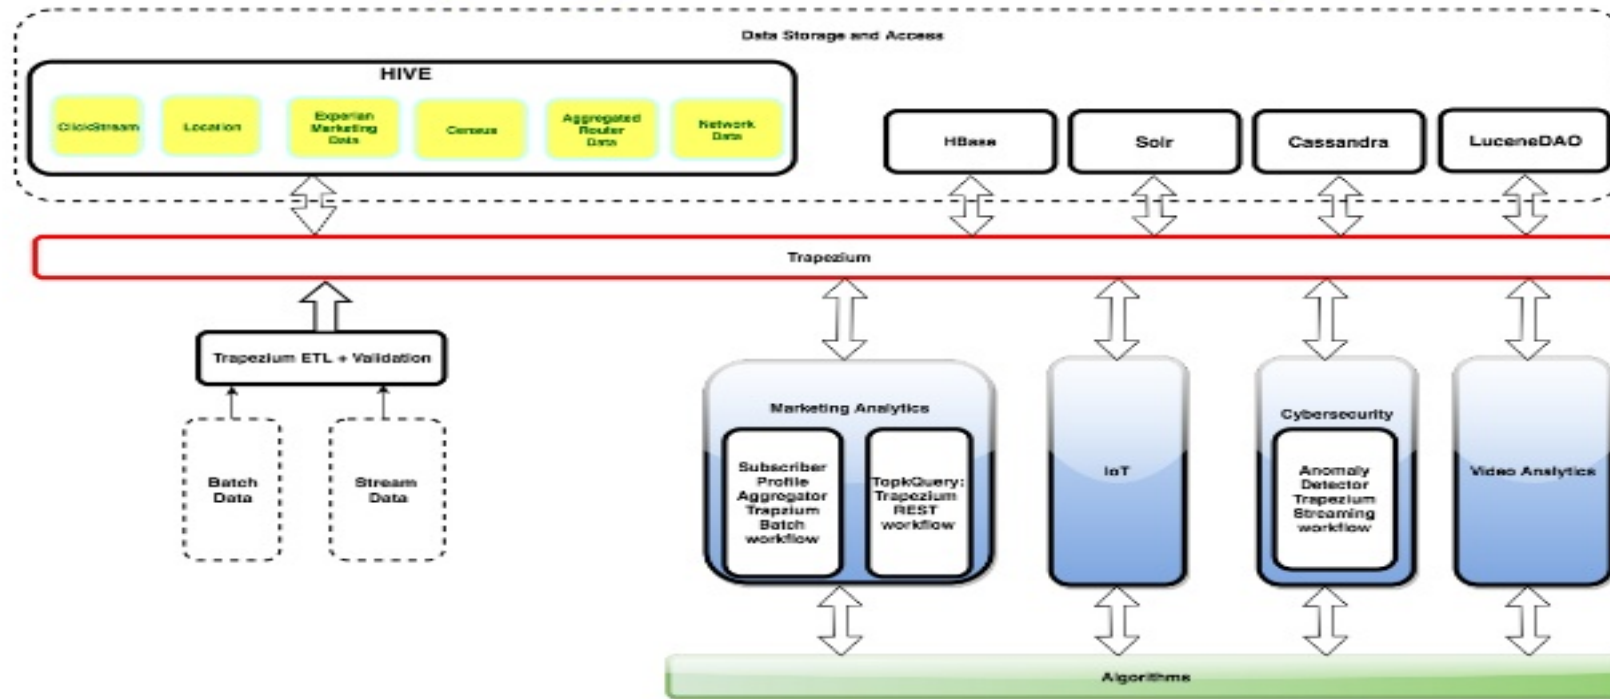 Data Storage and Access
HIVE
ClickStream
Location
Experian
Marketing
Data
Census
Aggregated
Router
Data
Network
Data
HBase
Solr
Cassandra
LuceneDAO
Trapezium
Trapezium ETL + Validation
Batch
Data
Stream
Data
Marketing Analytics
Subscriber
Profile
Aggregator
Trapzium
Batch
workflow
TopkQuery:
Trapezium
REST
workflow
IoT
Cybersecurity
Anomaly
Detector
Trapezium
Streaming
workflow
Video Analytics
Algorithms